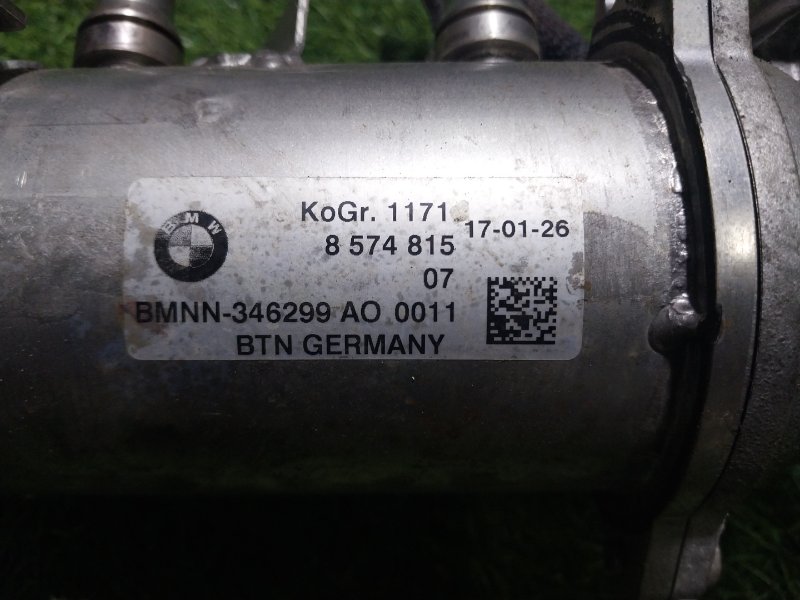 BMW
KoGr. 1171
8 574 815 17-01-26
07
BMNN-346299 AO 0011
BTN GERMANY